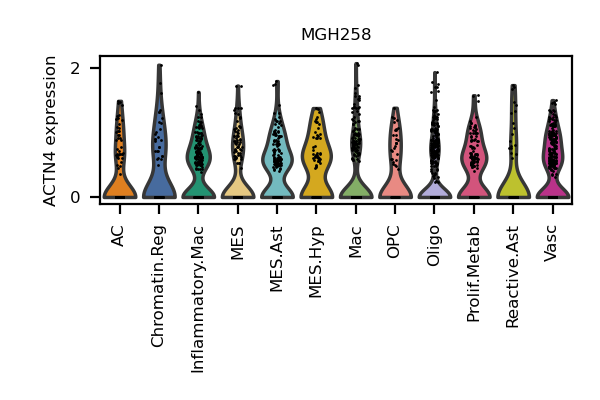 MGH258
ACTN4 expression
2
0
AC
Chromatin.Reg
Inflammatory.Mac
MES
MES.Ast
MES.Hyp
Mac
OPC
Oligo
Prolif.Metab
Reactive.Ast
Vasc